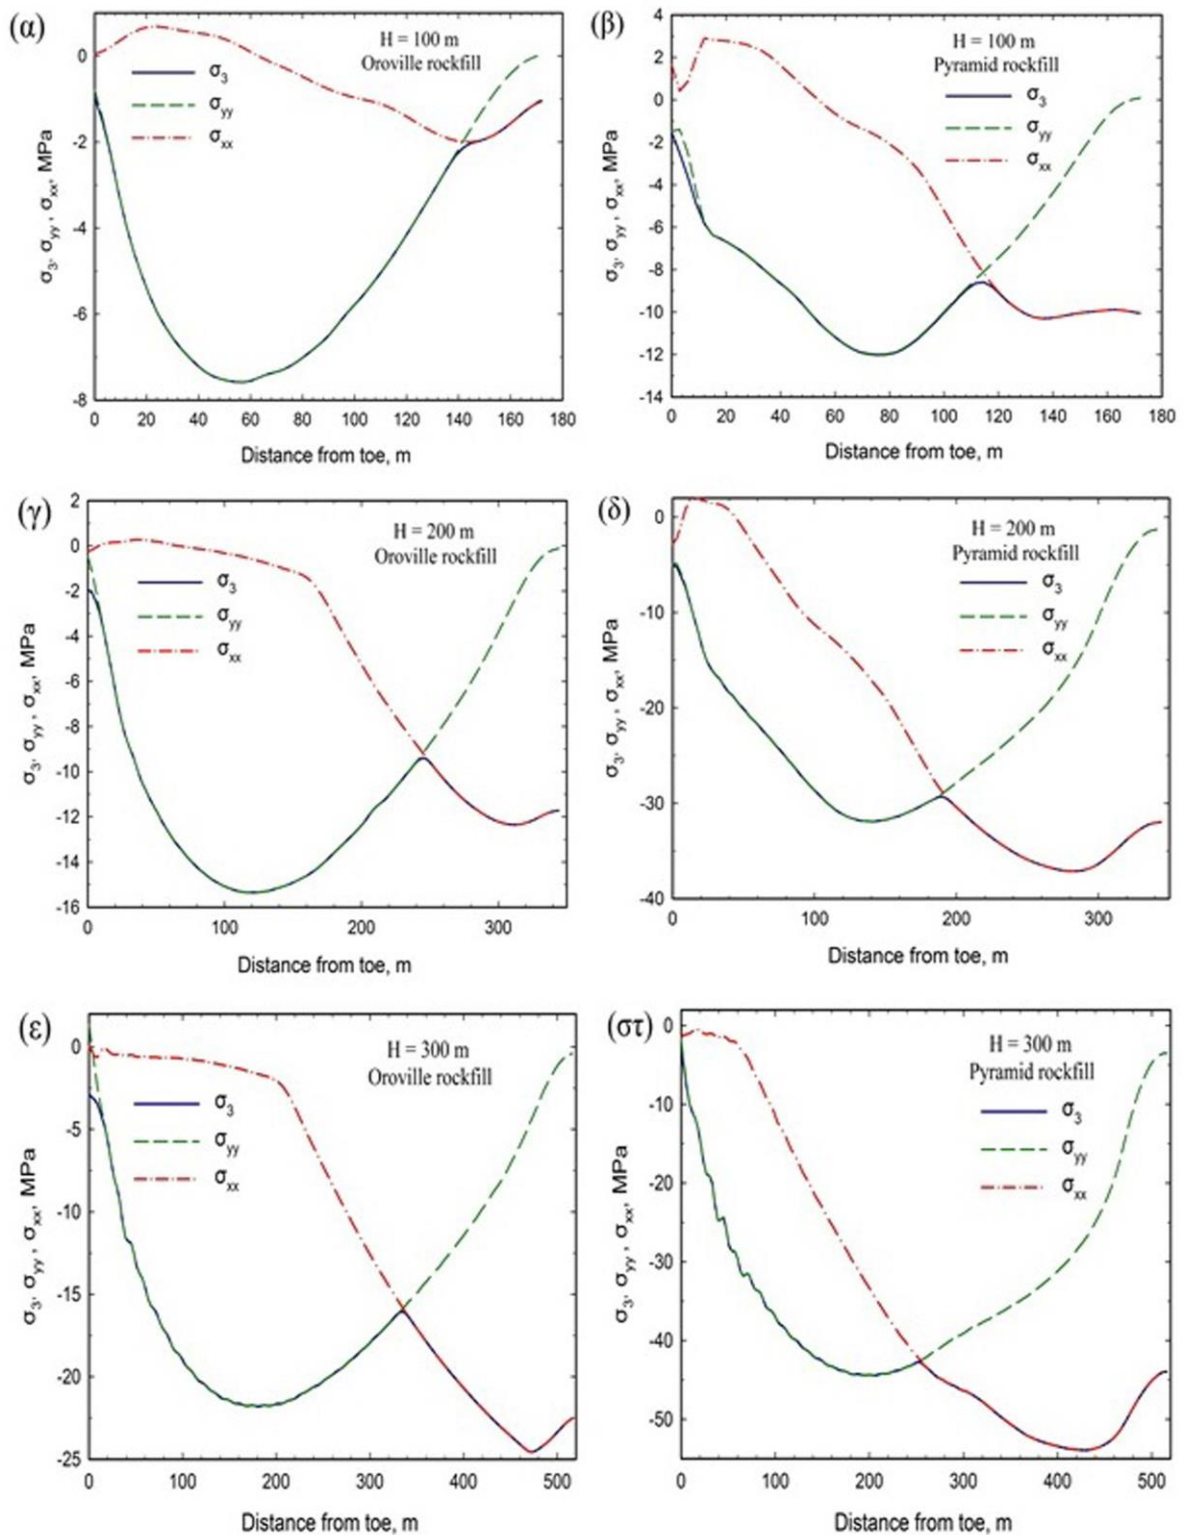 (α)
H = 100 m
Oroville rockfill
σ3
σyy
σxx
0
-2
-4
-6
-8
σ3, σyy , σxx, MPa
0 20 40 60 80 100 120 140 160 180
Distance from toe, m
(β)
H = 100 m
Pyramid rockfill
σ3
σyy
σxx
4
2
0
-2
-4
-6
-8
-10
-12
-14
σ3, σyy , σxx, MPa
0 20 40 60 80 100 120 140 160 180
Distance from toe, m
(γ)
H = 200 m
Oroville rockfill
σ3
σyy
σxx
2
0
-2
-4
-6
-8
-10
-12
-14
-16
σ3, σyy , σxx, MPa
0 100 200 300
Distance from toe, m
(δ)
H = 200 m
Pyramid rockfill
σ3
σyy
σxx
0
-10
-20
-30
-40
σ3, σyy , σxx, MPa
0 100 200 300
Distance from toe, m
(ε)
H = 300 m
Oroville rockfill
σ3
σyy
σxx
0
-5
-10
-15
-20
-25
σ3, σyy , σxx, MPa
0 100 200 300 400 500
Distance from toe, m
(στ)
H = 300 m
Pyramid rockfill
σ3
σyy
σxx
0
-10
-20
-30
-40
-50
σ3, σyy , σxx, MPa
0 100 200 300 400 500
Distance from toe, m